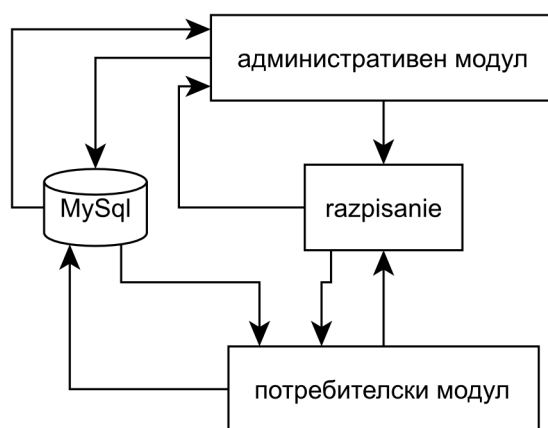 административен модул
MySql
razpisanie
потребителски модул